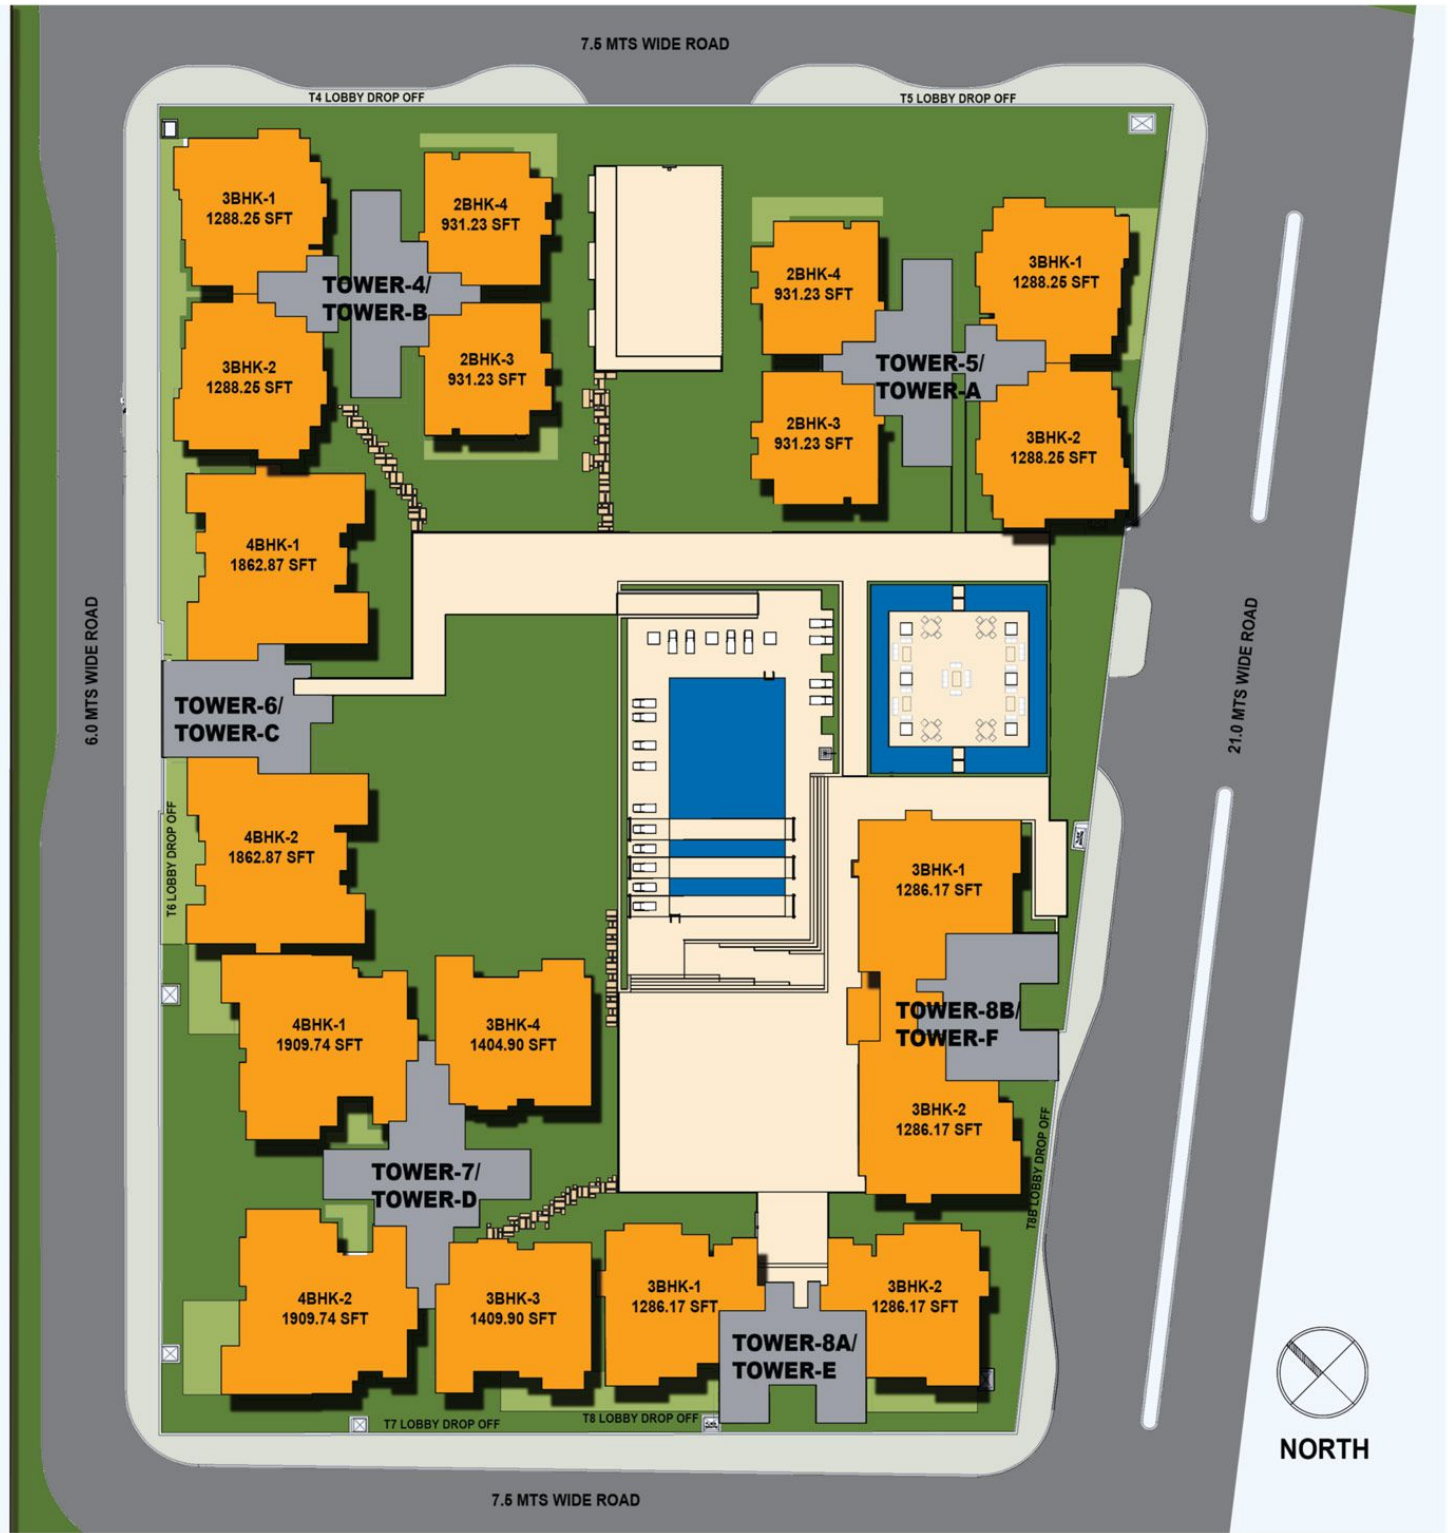 7.5 MTS WIDE ROAD
T4 LOBBY DROP OFF
T5 LOBBY DROP OFF
3BHK-1
1288.25 SFT
2BHK-4
931.23 SFT
TOWER-4/
TOWER-B
3BHK-2
1288.25 SFT
2BHK-3
931.23 SFT
2BHK-4
931.23 SFT
3BHK-1
1288.25 SFT
TOWER-5/
TOWER-A
2BHK-3
931.23 SFT
3BHK-2
1288.25 SFT
4BHK-1
1862.87 SFT
6.0 MTS WIDE ROAD
TOWER-6/
TOWER-C
21.0 MTS WIDE ROAD
T6 LOBBY DROP OFF
4BHK-2
1862.87 SFT
3BHK-1
1286.17 SFT
4BHK-1
1909.74 SFT
3BHK-4
1404.90 SFT
TOWER-8B/
TOWER-F
3BHK-2
1286.17 SFT
T8B LOBBY DROP OFF
TOWER-7/
TOWER-D
4BHK-2
1909.74 SFT
3BHK-3
1409.90 SFT
3BHK-1
1286.17 SFT
3BHK-2
1286.17 SFT
TOWER-8A/
TOWER-E
T7 LOBBY DROP OFF
T8 LOBBY DROP OFF
NORTH
7.5 MTS WIDE ROAD